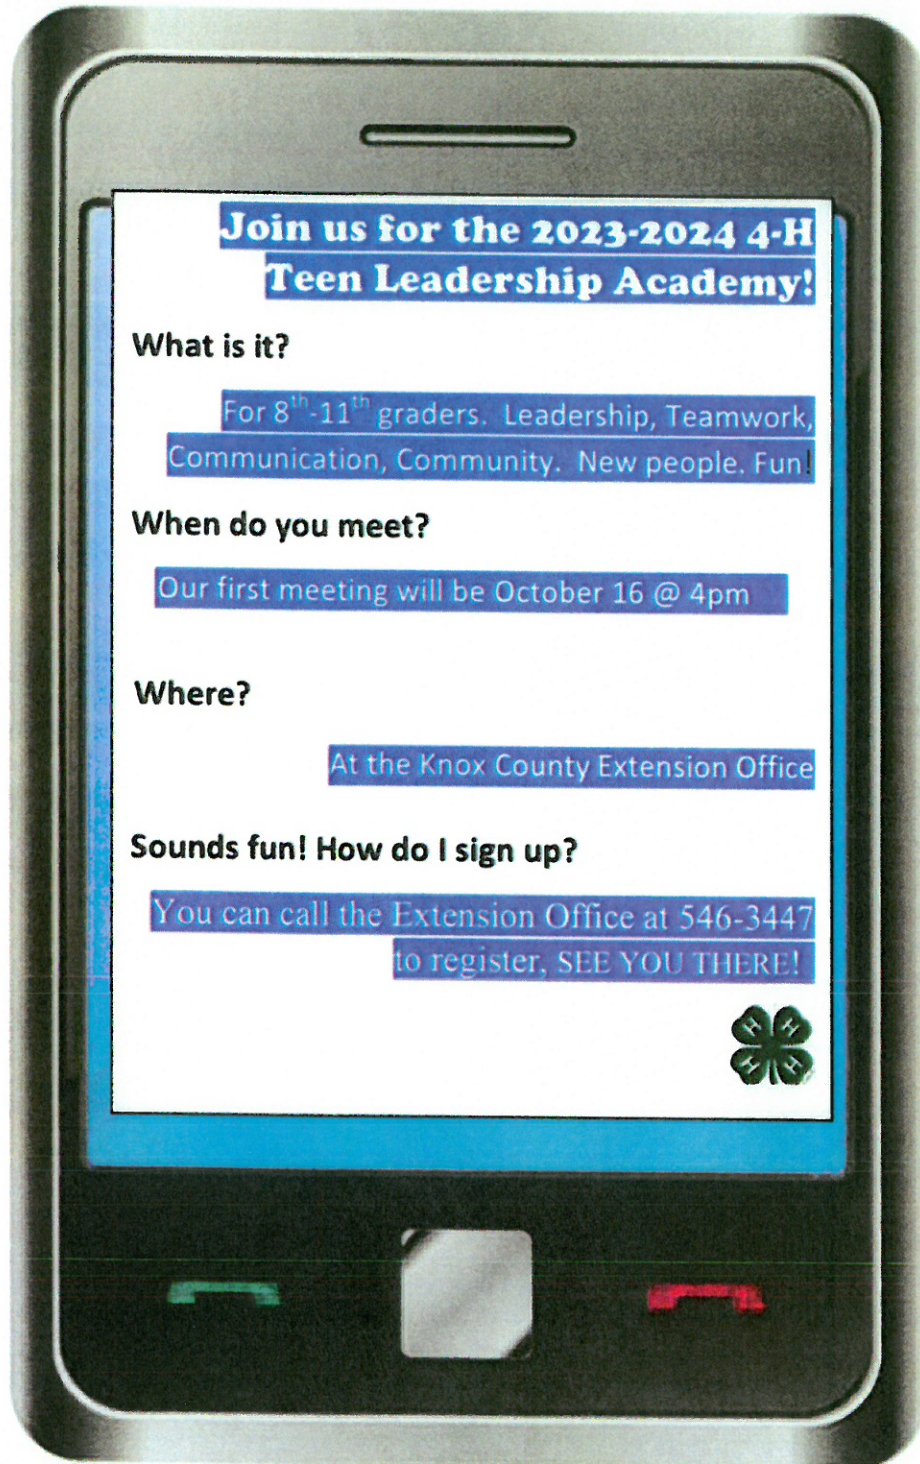 Join us for the 2023-2024 4-H
Teen Leadership Academy!
What is it?
For 8th-11th graders. Leadership, Teamwork,
Communication, Community. New people. Fun!
When do you meet?
Our first meeting will be October 16 @ 4pm
Where?
At the Knox County Extension Office
Sounds fun! How do I sign up?
You can call the Extension Office at 546-3447
to register, SEE YOU THERE!
H H
H H